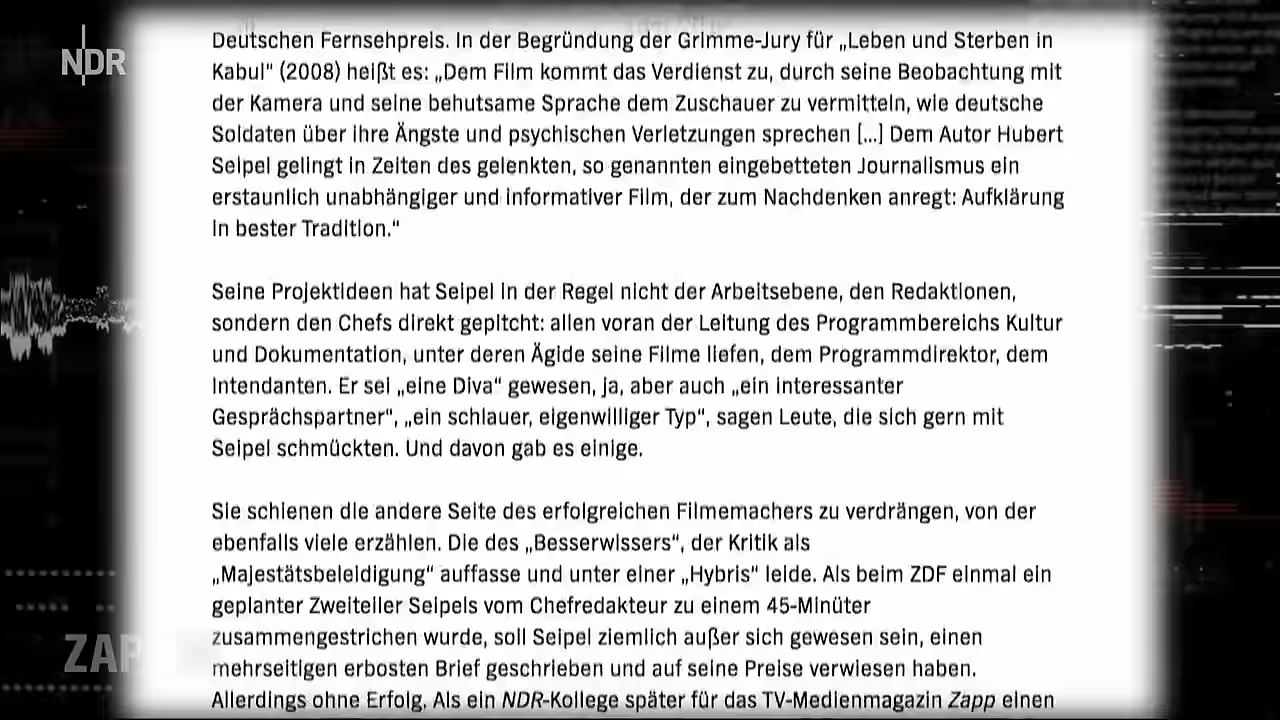 Deutschen Fernsehpreis. In der Begründung der Grimme-Jury für „Leben und Sterben in
NDR
Kabul“ (2008) heißt es: „Dem Film kommt das Verdienst zu, durch seine Beobachtung mit
der Kamera und seine behutsame Sprache dem Zuschauer zu vermitteln, wie deutsche
Soldaten über ihre Ängste und psychischen Verletzungen sprechen [...] Dem Autor Hubert
Seipel gelingt in Zeiten des gelenkten, so genannten eingebetteten Journalismus ein
erstaunlich unabhängiger und informativer Film, der zum Nachdenken anregt: Aufklärung
in bester Tradition.“
Seine Projektideen hat Seipel in der Regel nicht der Arbeitsebene, den Redaktionen,
sondern den Chefs direkt gepitcht: allen voran der Leitung des Programmbereichs Kultur
und Dokumentation, unter deren Ägide seine Filme liefen, dem Programmdirektor, dem
Intendanten. Er sei „eine Diva“ gewesen, ja, aber auch „ein interessanter
Gesprächspartner“, „ein schlauer, eigenwilliger Typ“, sagen Leute, die sich gern mit
Seipel schmückten. Und davon gab es einige.
Sie schienen die andere Seite des erfolgreichen Filmemachers zu verdrängen, von der
ebenfalls viele erzählen. Die des „Besserwissers“, der Kritik als
„Majestätsbeleidigung“ auffasse und unter einer „Hybris“ leide. Als beim ZDF einmal ein
geplanter Zweiteiler Seipels vom Chefredakteur zu einem 45-Minüter
zusammengestrichen wurde, soll Seipel ziemlich außer sich gewesen sein, einen
ZAP
mehrseitigen erbosten Brief geschrieben und auf seine Preise verwiesen haben.
Allerdings ohne Erfolg. Als ein NDR-Kollege später für das TV-Medienmagazin Zapp einen